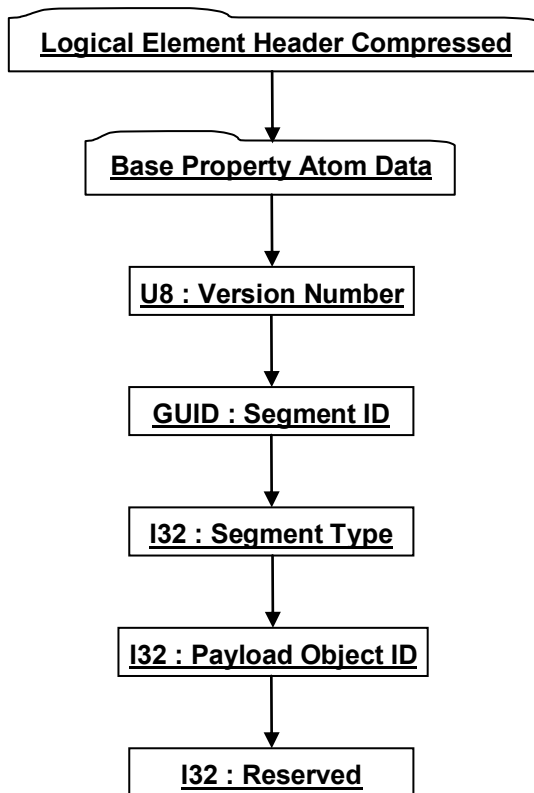 Logical Element Header Compressed
Base Property Atom Data
U8 : Version Number
GUID : Segment ID
I32 : Segment Type
I32 : Payload Object ID
I32 : Reserved